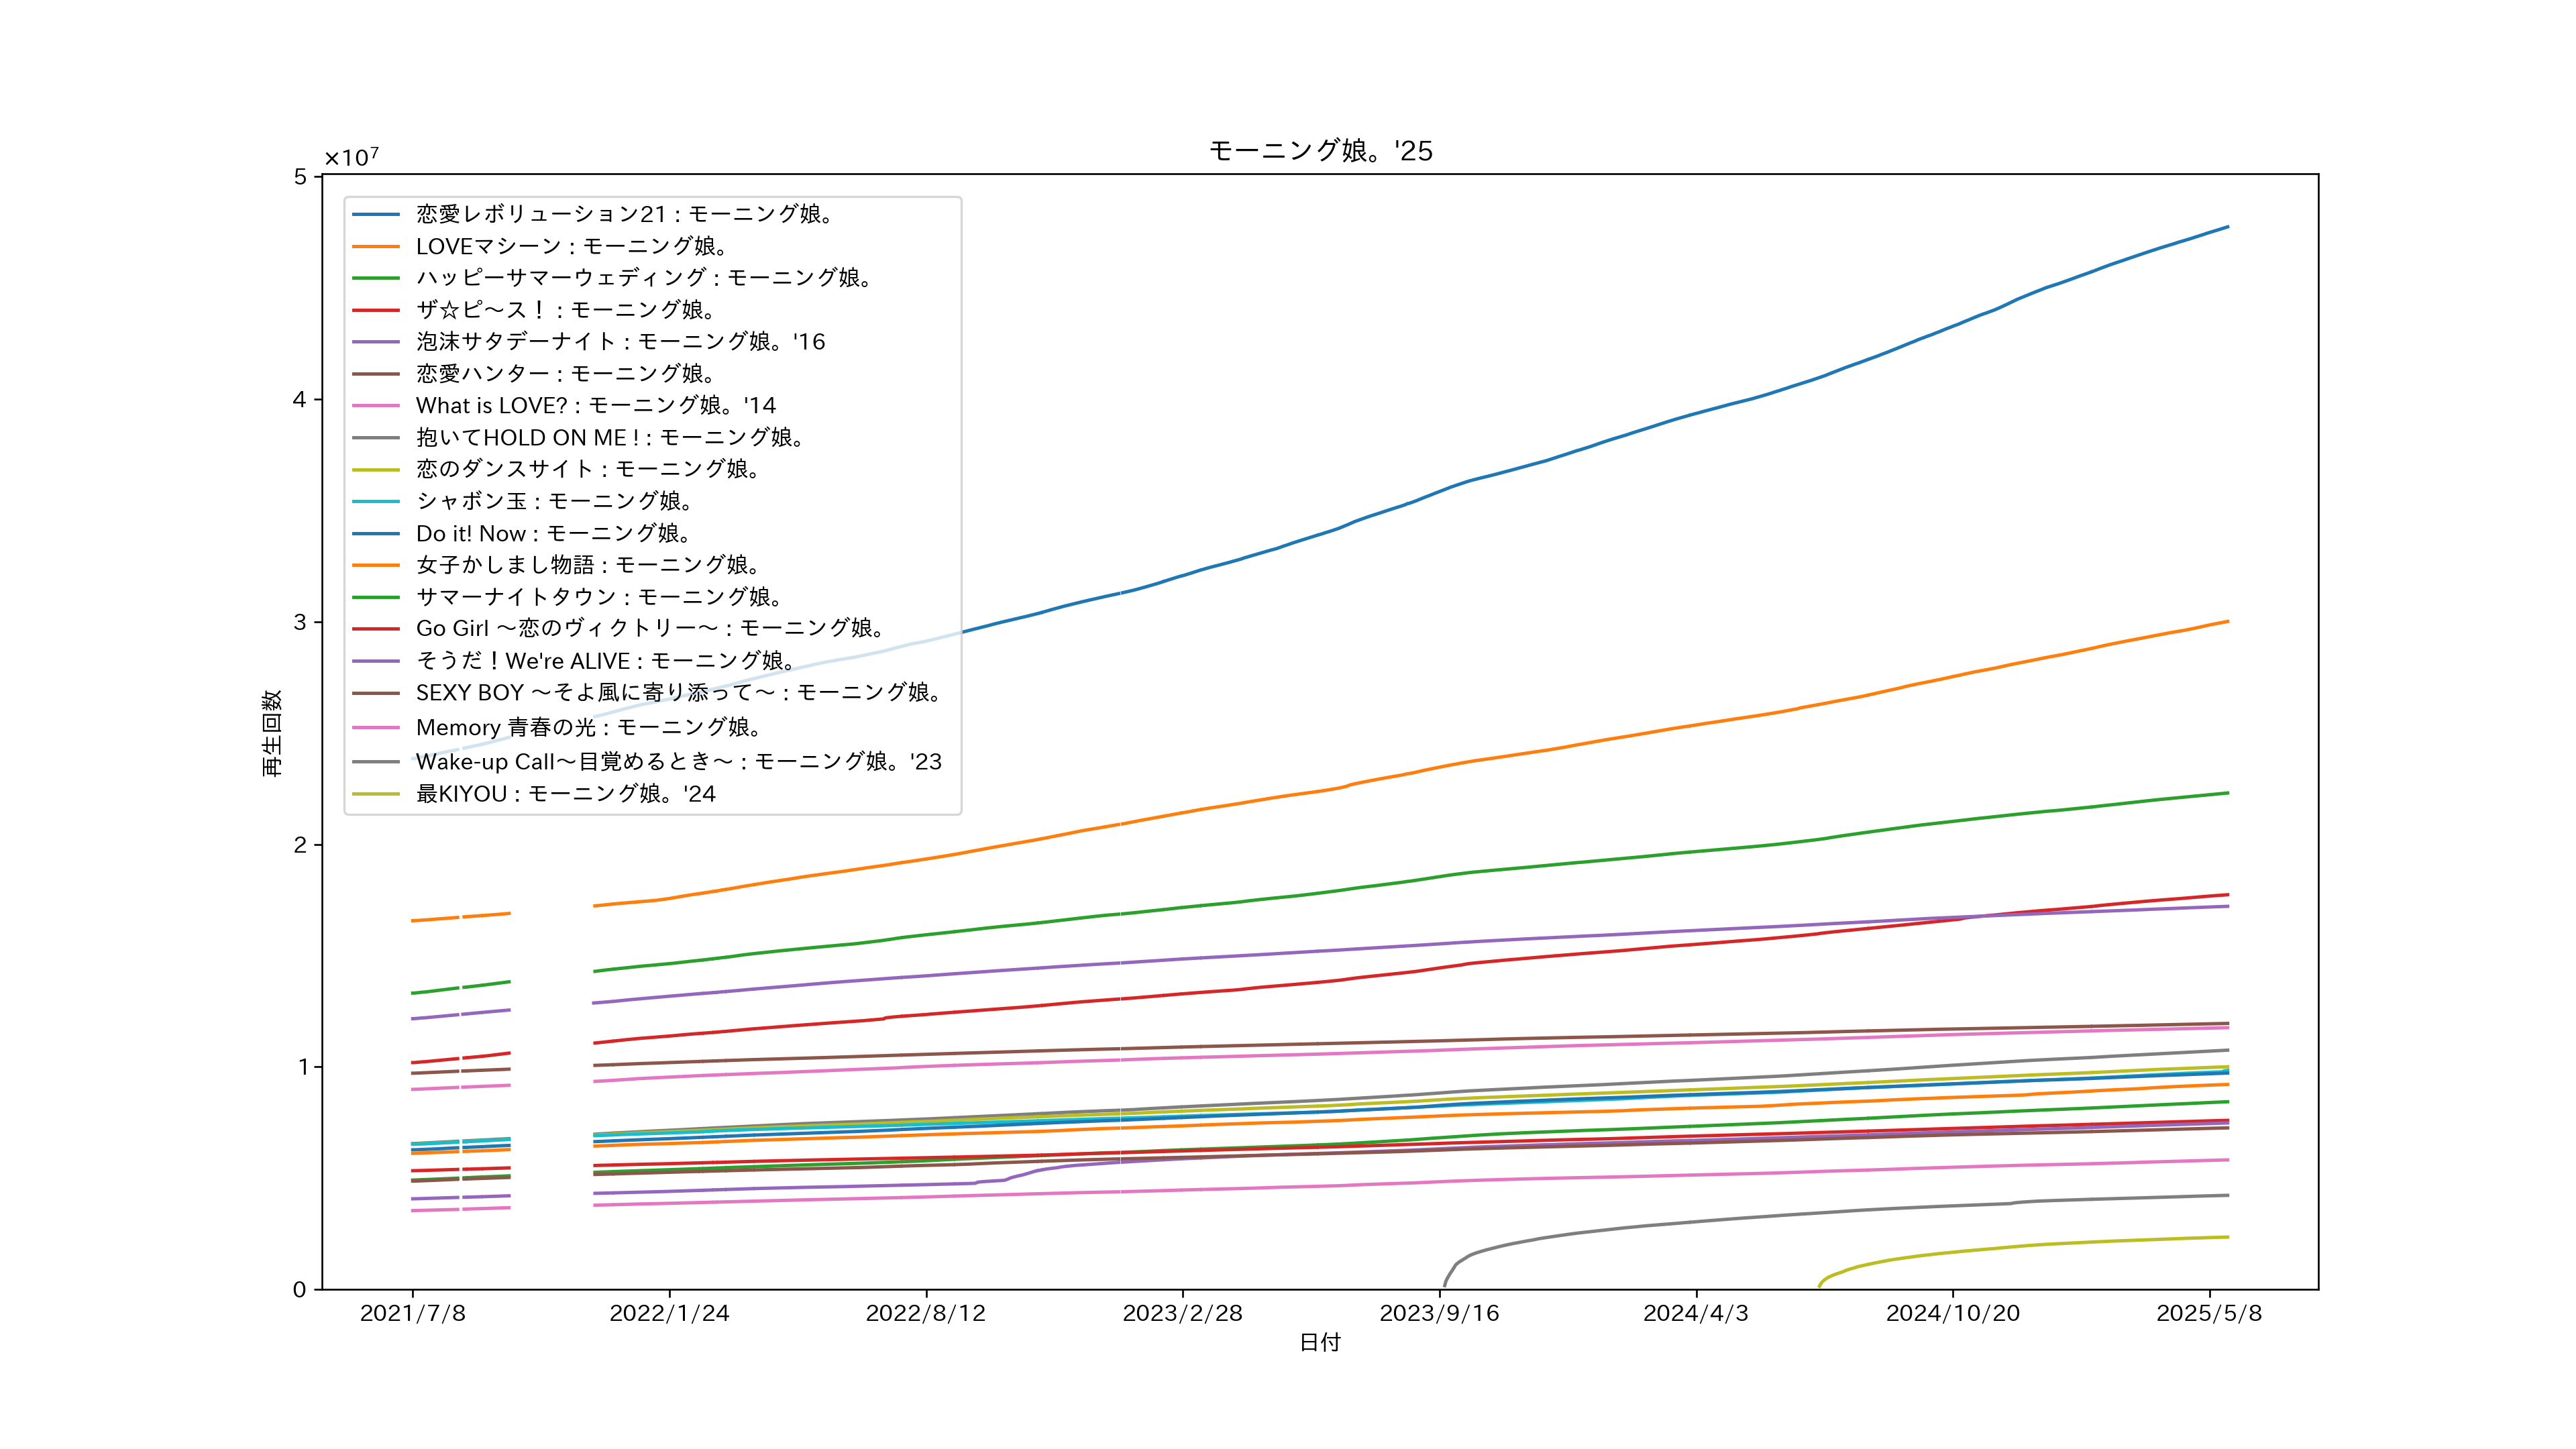 モーニング娘。'25
×10⁷
5
4
3
2
1
0
再生回数
恋愛レボリューション21 : モーニング娘。
LOVEマシーン : モーニング娘。
ハッピーサマーウェディング : モーニング娘。
ザ☆ピ〜ス！ : モーニング娘。
泡沫サタデーナイト : モーニング娘。'16
恋愛ハンター : モーニング娘。
What is LOVE? : モーニング娘。'14
抱いてHOLD ON ME ! : モーニング娘。
恋のダンスサイト : モーニング娘。
シャボン玉 : モーニング娘。
Do it! Now : モーニング娘。
女子かしまし物語 : モーニング娘。
サマーナイトタウン : モーニング娘。
Go Girl 〜恋のヴィクトリー〜 : モーニング娘。
そうだ！We're ALIVE : モーニング娘。
SEXY BOY 〜そよ風に寄り添って〜 : モーニング娘。
Memory 青春の光 : モーニング娘。
Wake-up Call〜目覚めるとき〜 : モーニング娘。'23
最KIYOU : モーニング娘。'24
2021/7/8 2022/1/24 2022/8/12 2023/2/28 2023/9/16 2024/4/3 2024/10/20 2025/5/8
日付